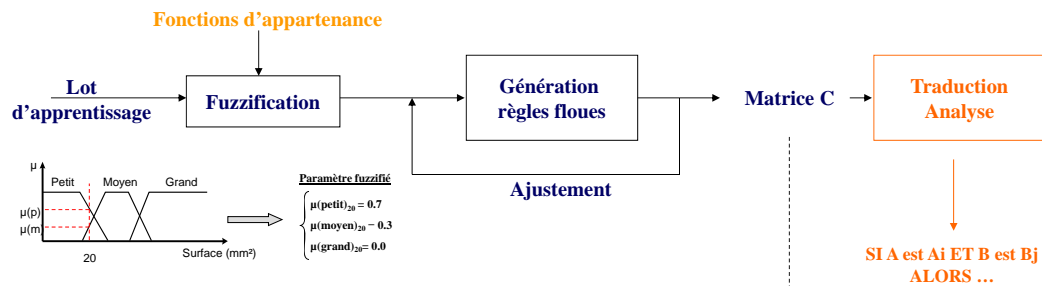 Fonctions d'appartenance
Lot
d'apprentissage
Fuzzification
Génération
règles floues
Matrice C
Traduction
Analyse
Ajustement
µ
Petit
Moyen
Grand
µ(p)
µ(m)
20
Surface (mm²)
Paramètre fuzzifié
µ(petit)20 = 0.7
µ(moyen)20 − 0.3
µ(grand)20= 0.0
SI A est Ai ET B est Bj
ALORS …